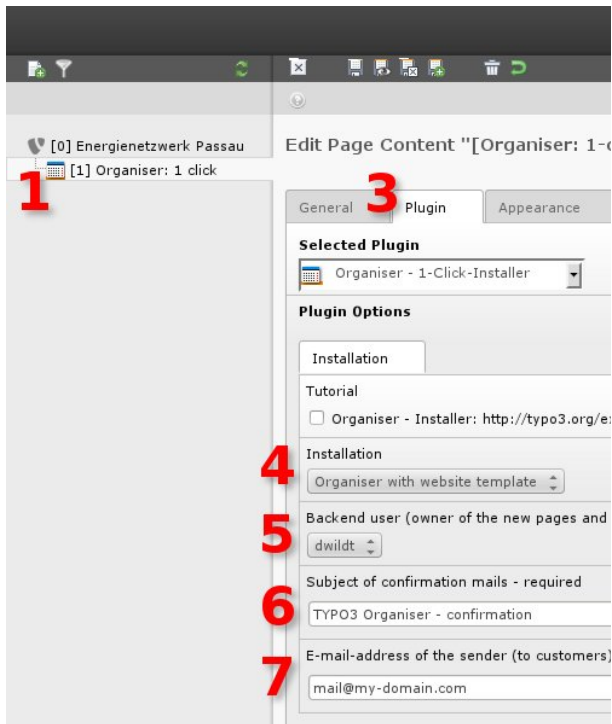 [0] Energienetzwerk Passau
[1] Organiser: 1 click
1
Edit Page Content "[Organiser: 1-c
General
3
Plugin
Appearance
Selected Plugin
Organiser - 1-Click-Installer
Plugin Options
Installation
Tutorial
Organiser - Installer: http://typo3.org/e
Installation
4
Organiser with website template
Backend user (owner of the new pages and
5
dwildt
Subject of confirmation mails - required
6
TYPO3 Organiser - confirmation
E-mail-address of the sender (to customers)
7
mail@my-domain.com